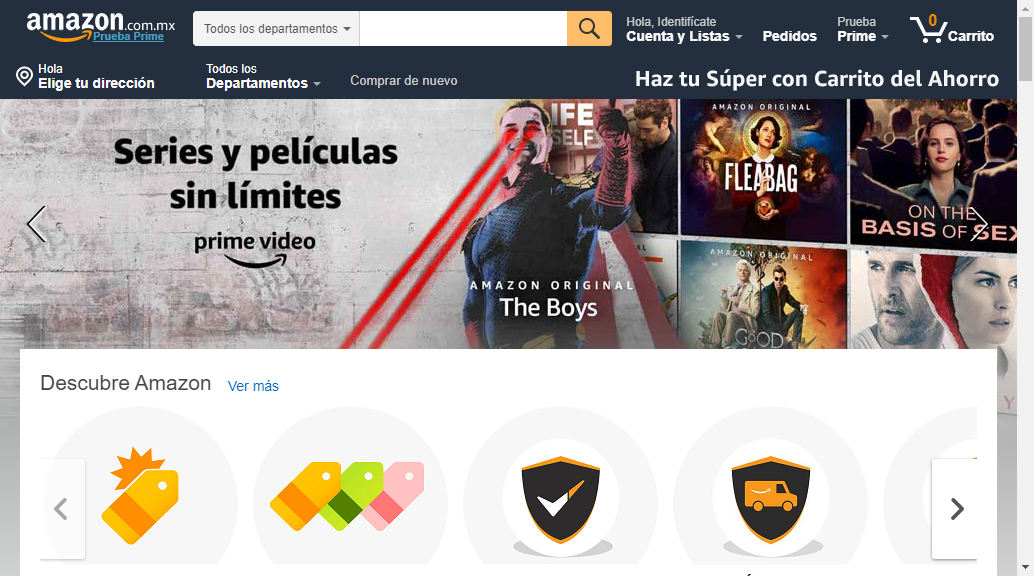 amazon.com.mx
Prueba Prime
Todos los departamentos
Hola, Identifícate
Cuenta y Listas
Pedidos
Prueba
Prime
0
Carrito
Hola
Elige tu dirección
Todos los
Departamentos
Comprar de nuevo
Haz tu Súper con Carrito del Ahorro
Series y películas
sin límites
prime video
LIFE
SELF
AMAZON ORIGINAL
The Boys
AMAZON ORIGINAL
FLEABAG
ON THE
BASIS OF SEX
AMAZON ORIGINAL
GOOD
Descubre Amazon
Ver más